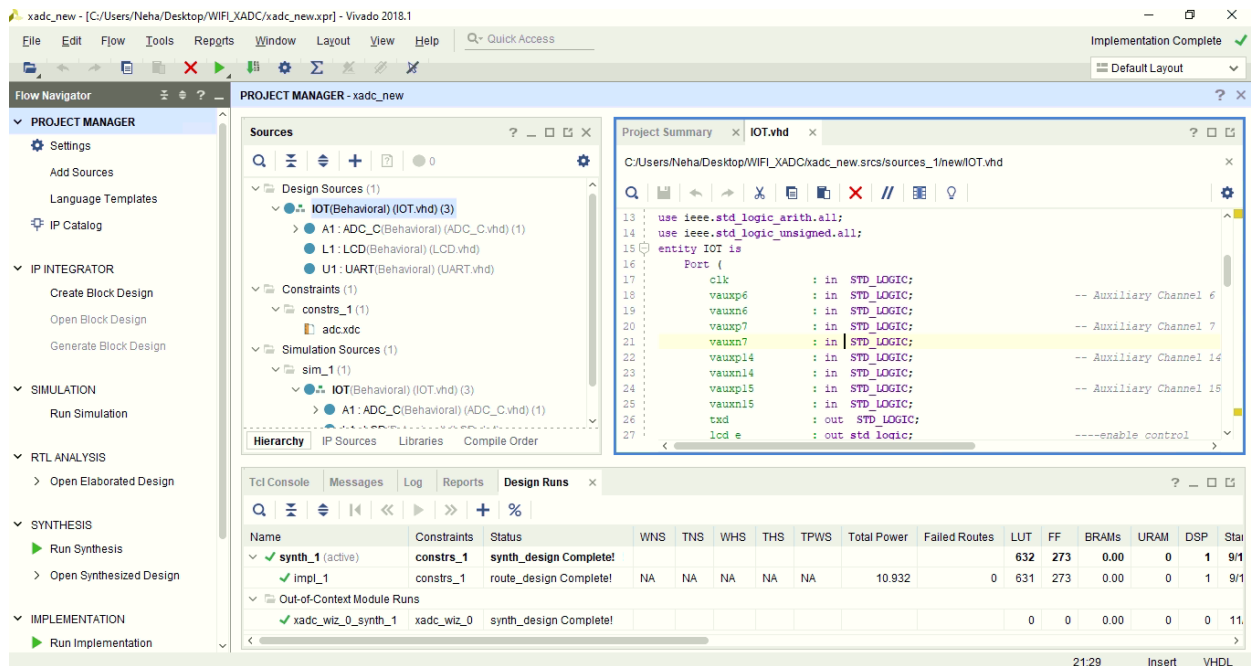 xadc_new - [C:/Users/Neha/Desktop/WIFI_XADC/xadc_new.xpr] - Vivado 2018.1
File Edit Flow Tools Reports Window Layout View Help Quick Access
Implementation Complete
Default Layout
Flow Navigator
PROJECT MANAGER
Settings
Add Sources
Language Templates
IP Catalog
IP INTEGRATOR
Create Block Design
Open Block Design
Generate Block Design
SIMULATION
Run Simulation
RTL ANALYSIS
Open Elaborated Design
SYNTHESIS
Run Synthesis
Open Synthesized Design
IMPLEMENTATION
Run Implementation
PROJECT MANAGER - xadc_new
Sources
0
Design Sources (1)
IOT(Behavioral) (IOT.vhd) (3)
A1 : ADC_C(Behavioral) (ADC_C.vhd) (1)
L1 : LCD(Behavioral) (LCD.vhd)
U1 : UART(Behavioral) (UART.vhd)
Constraints (1)
constrs_1 (1)
adc.xdc
Simulation Sources (1)
sim_1 (1)
IOT(Behavioral) (IOT.vhd) (3)
A1 : ADC_C(Behavioral) (ADC_C.vhd) (1)
Hierarchy IP Sources Libraries Compile Order
Project Summary IOT.vhd
C:/Users/Neha/Desktop/WIFI_XADC/xadc_new.srcs/sources_1/new/IOT.vhd
13 use ieee.std_logic_arith.all;
14 use ieee.std_logic_unsigned.all;
15 entity IOT is
16 Port (
17 clk : in STD_LOGIC;
18 vauxp6 : in STD_LOGIC; -- Auxiliary Channel 6
19 vauxn6 : in STD_LOGIC;
20 vauxp7 : in STD_LOGIC; -- Auxiliary Channel 7
21 vauxn7 : in STD_LOGIC;
22 vauxp14 : in STD_LOGIC; -- Auxiliary Channel 14
23 vauxn14 : in STD_LOGIC;
24 vauxp15 : in STD_LOGIC; -- Auxiliary Channel 15
25 vauxn15 : in STD_LOGIC;
26 txd : out STD_LOGIC;
27 lcd_e : out std_logic; ----enable control
Tcl Console Messages Log Reports Design Runs
Name Constraints Status WNS TNS WHS THS TPWS Total Power Failed Routes LUT FF BRAMs URAM DSP Star
synth_1 (active) constrs_1 synth_design Complete! 632 273 0.00 0 1 9/1
impl_1 constrs_1 route_design Complete! NA NA NA NA NA 10.932 0 631 273 0.00 0 1 9/1
Out-of-Context Module Runs
xadc_wiz_0_synth_1 xadc_wiz_0 synth_design Complete! 0 0 0.00 0 0 11.
21:29 Insert VHDL